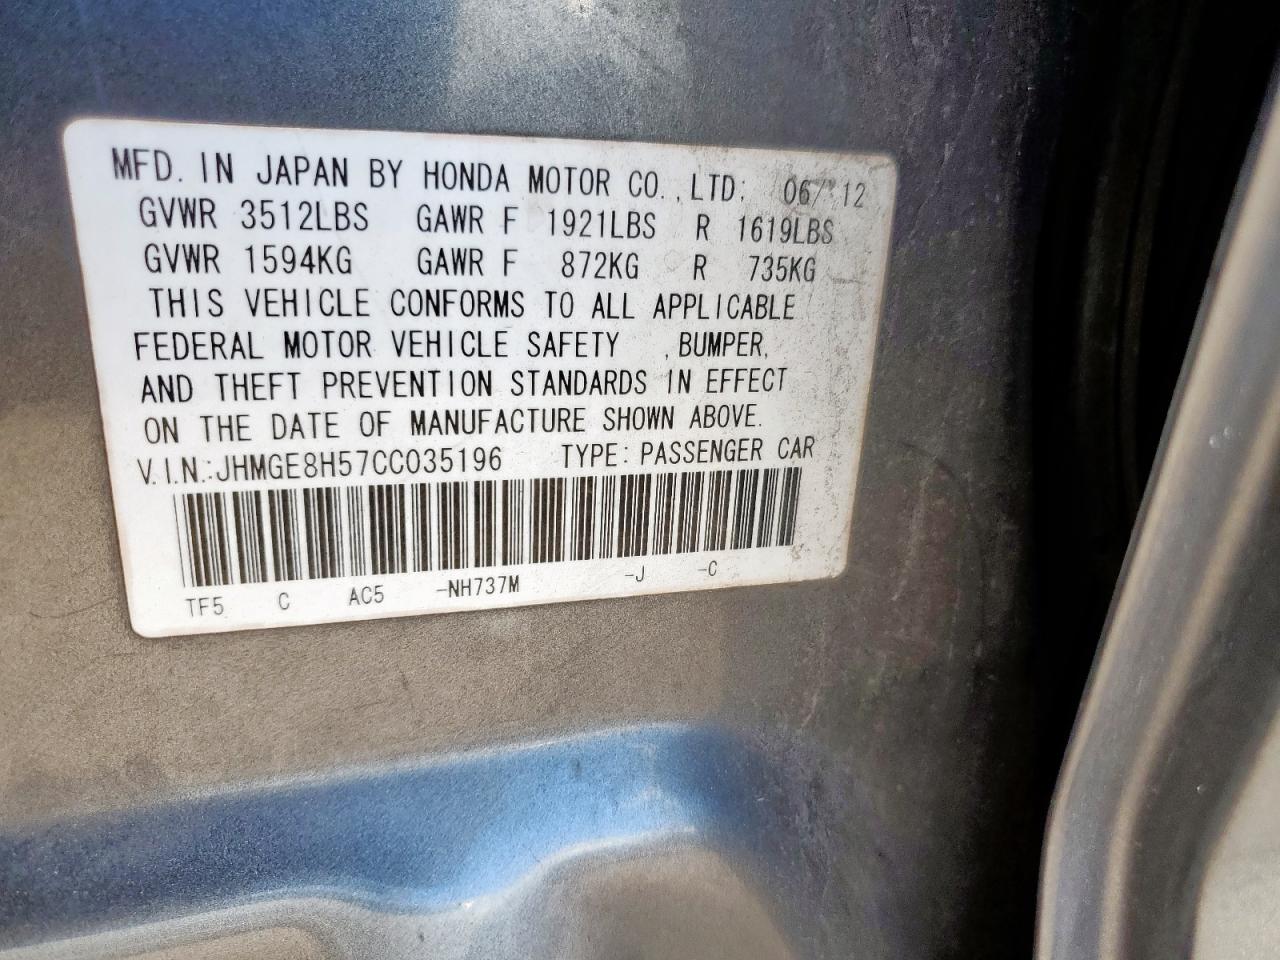 MFD. IN JAPAN BY HONDA MOTOR CO.,LTD. 06/12
GVWR 3512LBS GAWR F 1921LBS R 1619LBS
GVWR 1594KG GAWR F 872KG R 735KG
THIS VEHICLE CONFORMS TO ALL APPLICABLE
FEDERAL MOTOR VEHICLE SAFETY , BUMPER,
AND THEFT PREVENTION STANDARDS IN EFFECT
ON THE DATE OF MANUFACTURE SHOWN ABOVE.
V.I.N.:JHMGE8H57CC035196 TYPE: PASSENGER CAR
TF5 C AC5 -NH737M -J -C